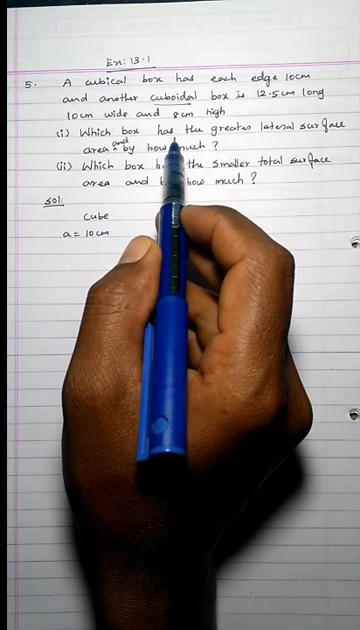 Ex: 13.1
5. A cubical box has each edge 10cm
and another cuboidal box is 12.5cm long
10cm wide and 8cm high
(i) Which box has the greater lateral surface
area and by how much?
(ii) Which box the smaller total surface
area and how much?
Sol:
Cube
a = 10cm